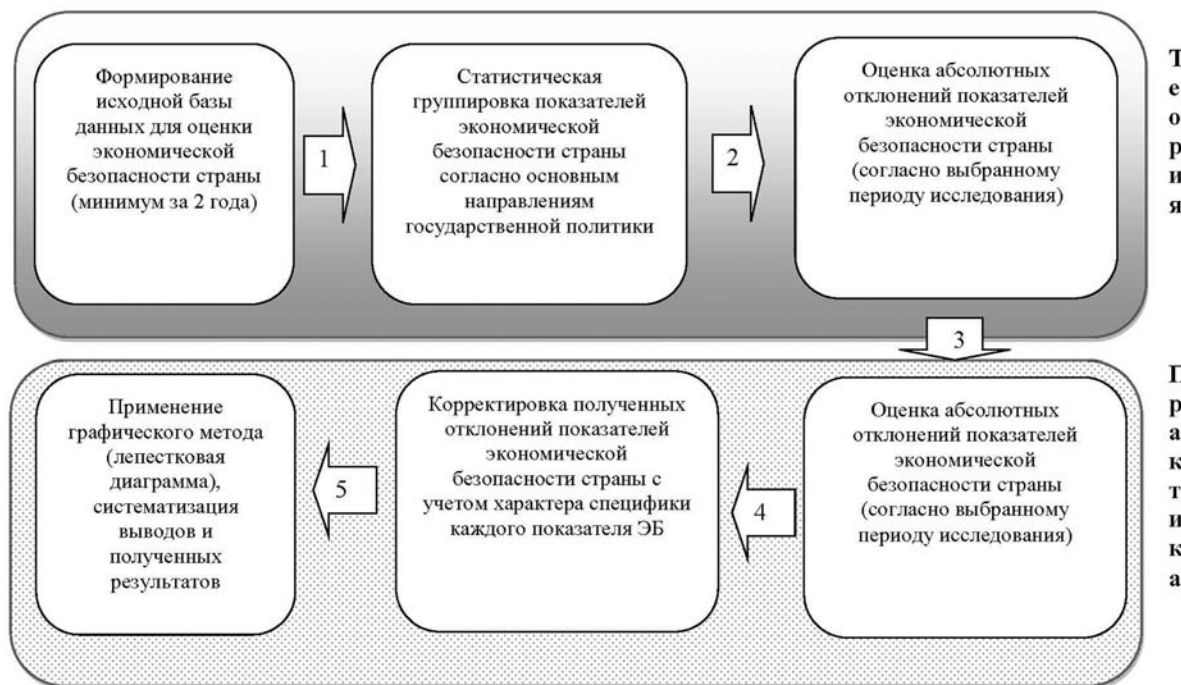 Формирование
исходной базы
данных для оценки
экономической
безопасности страны
(минимум за 2 года)
1
Статистическая
группировка показателей
экономической
безопасности страны
согласно основным
направлениям
государственной политики
2
Оценка абсолютных
отклонений показателей
экономической
безопасности страны
(согласно выбранному
периоду исследования)
Теория
3
Оценка абсолютных
отклонений показателей
экономической
безопасности страны
(согласно выбранному
периоду исследования)
4
Корректировка полученных
отклонений показателей
экономической
безопасности страны с
учетом характера специфики
каждого показателя ЭБ
5
Применение
графического метода
(лепестковая
диаграмма),
систематизация
выводов и
полученных
результатов
Практика